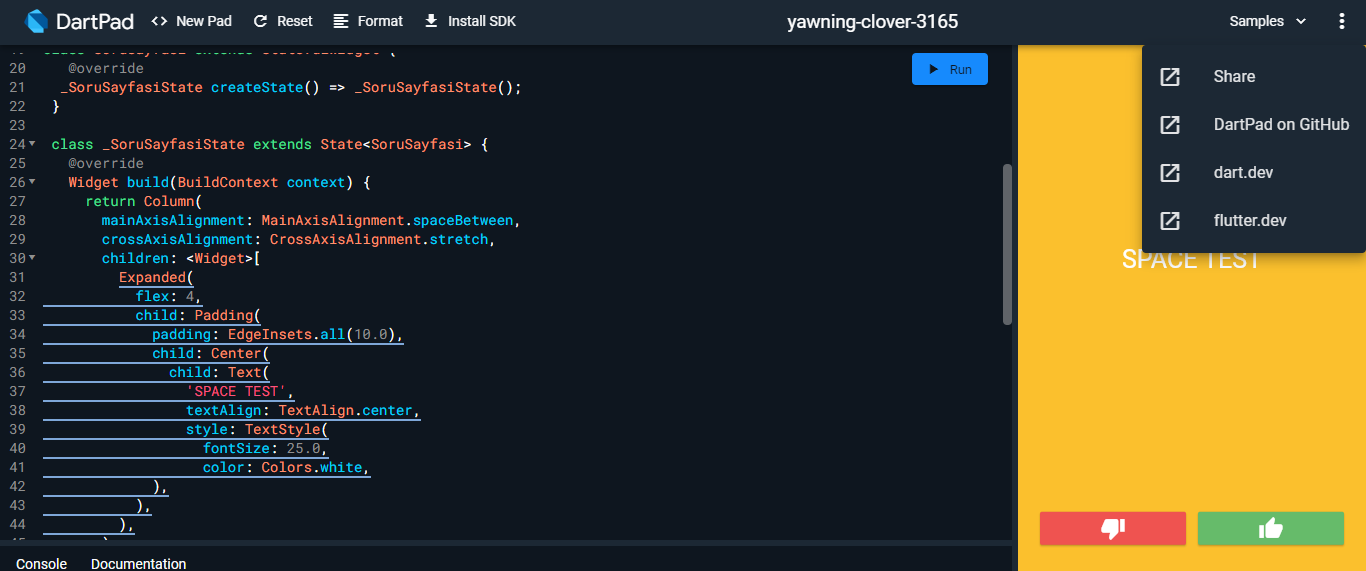 DartPad <> New Pad Reset Format Install SDK yawning-clover-3165 Samples
20 @override
21 _SoruSayfasiState createState() => _SoruSayfasiState();
22 }
23
24 class _SoruSayfasiState extends State<SoruSayfasi> {
25 @override
26 Widget build(BuildContext context) {
27 return Column(
28 mainAxisAlignment: MainAxisAlignment.spaceBetween,
29 crossAxisAlignment: CrossAxisAlignment.stretch,
30 children: <Widget>[
31 Expanded(
32 flex: 4,
33 child: Padding(
34 padding: EdgeInsets.all(10.0),
35 child: Center(
36 child: Text(
37 'SPACE TEST',
38 textAlign: TextAlign.center,
39 style: TextStyle(
40 fontSize: 25.0,
41 color: Colors.white,
42 ),
43 ),
44 ),
Run
Share
DartPad on GitHub
dart.dev
flutter.dev
SPACE TEST
Console Documentation